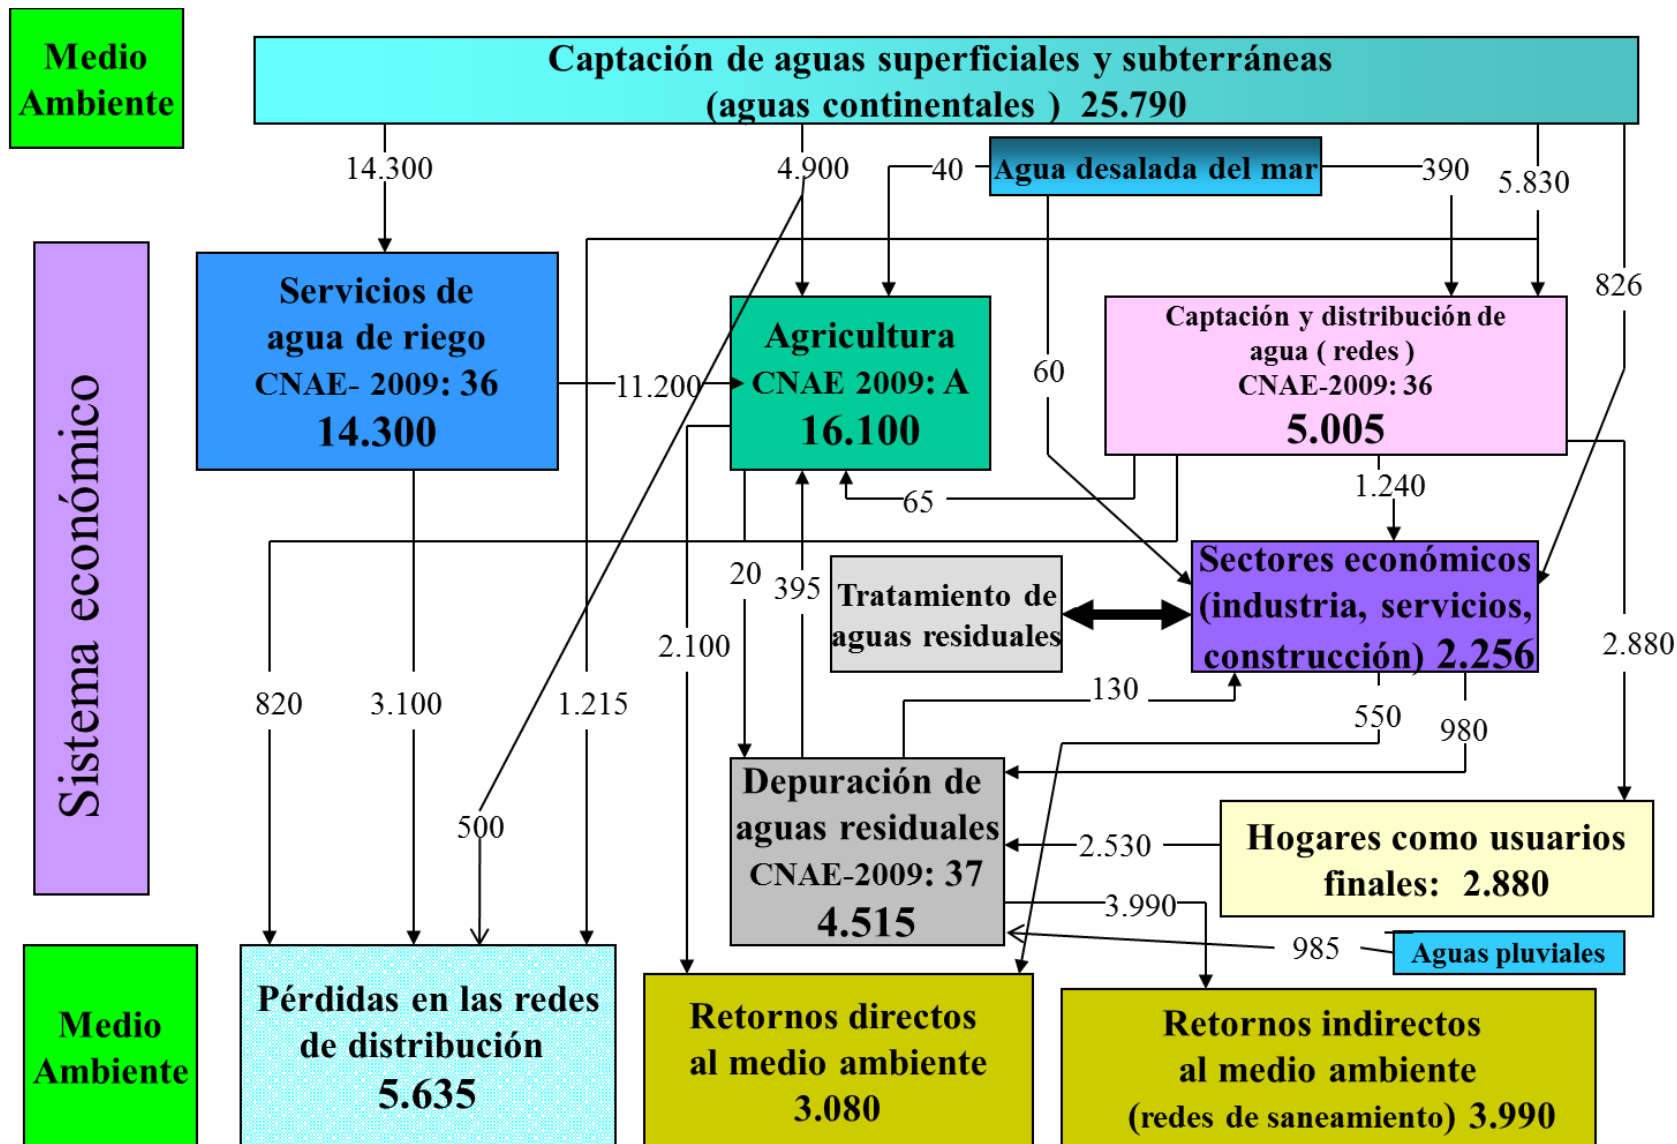 Medio
Ambiente
Captación de aguas superficiales y subterráneas
(aguas continentales ) 25.790
14.300
4.900
40
Agua desalada del mar
390
5.830
826
Sistema económico
Servicios de
agua de riego
CNAE- 2009: 36
14.300
11.200
Agricultura
CNAE 2009: A
16.100
60
Captación y distribución de
agua ( redes )
CNAE-2009: 36
5.005
65
1.240
20
395
Tratamiento de
aguas residuales
Sectores económicos
(industria, servicios,
construcción) 2.256
2.880
2.100
820
3.100
1.215
130
550
980
500
Depuración de
aguas residuales
CNAE-2009: 37
4.515
2.530
Hogares como usuarios
finales: 2.880
3.990
985
Aguas pluviales
Medio
Ambiente
Pérdidas en las redes
de distribución
5.635
Retornos directos
al medio ambiente
3.080
Retornos indirectos
al medio ambiente
(redes de saneamiento) 3.990